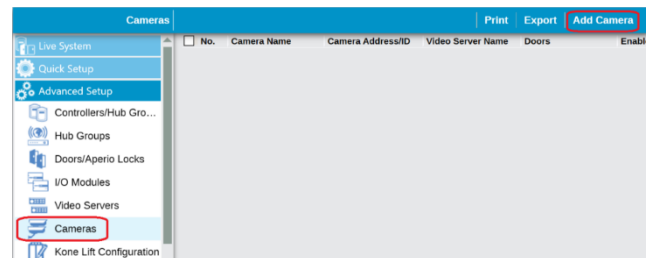 Cameras Print Export Add Camera
Live System No. Camera Name Camera Address/ID Video Server Name Doors Enabl
Quick Setup
Advanced Setup
Controllers/Hub Gro...
Hub Groups
Doors/Aperio Locks
I/O Modules
Video Servers
Cameras
Kone Lift Configuration